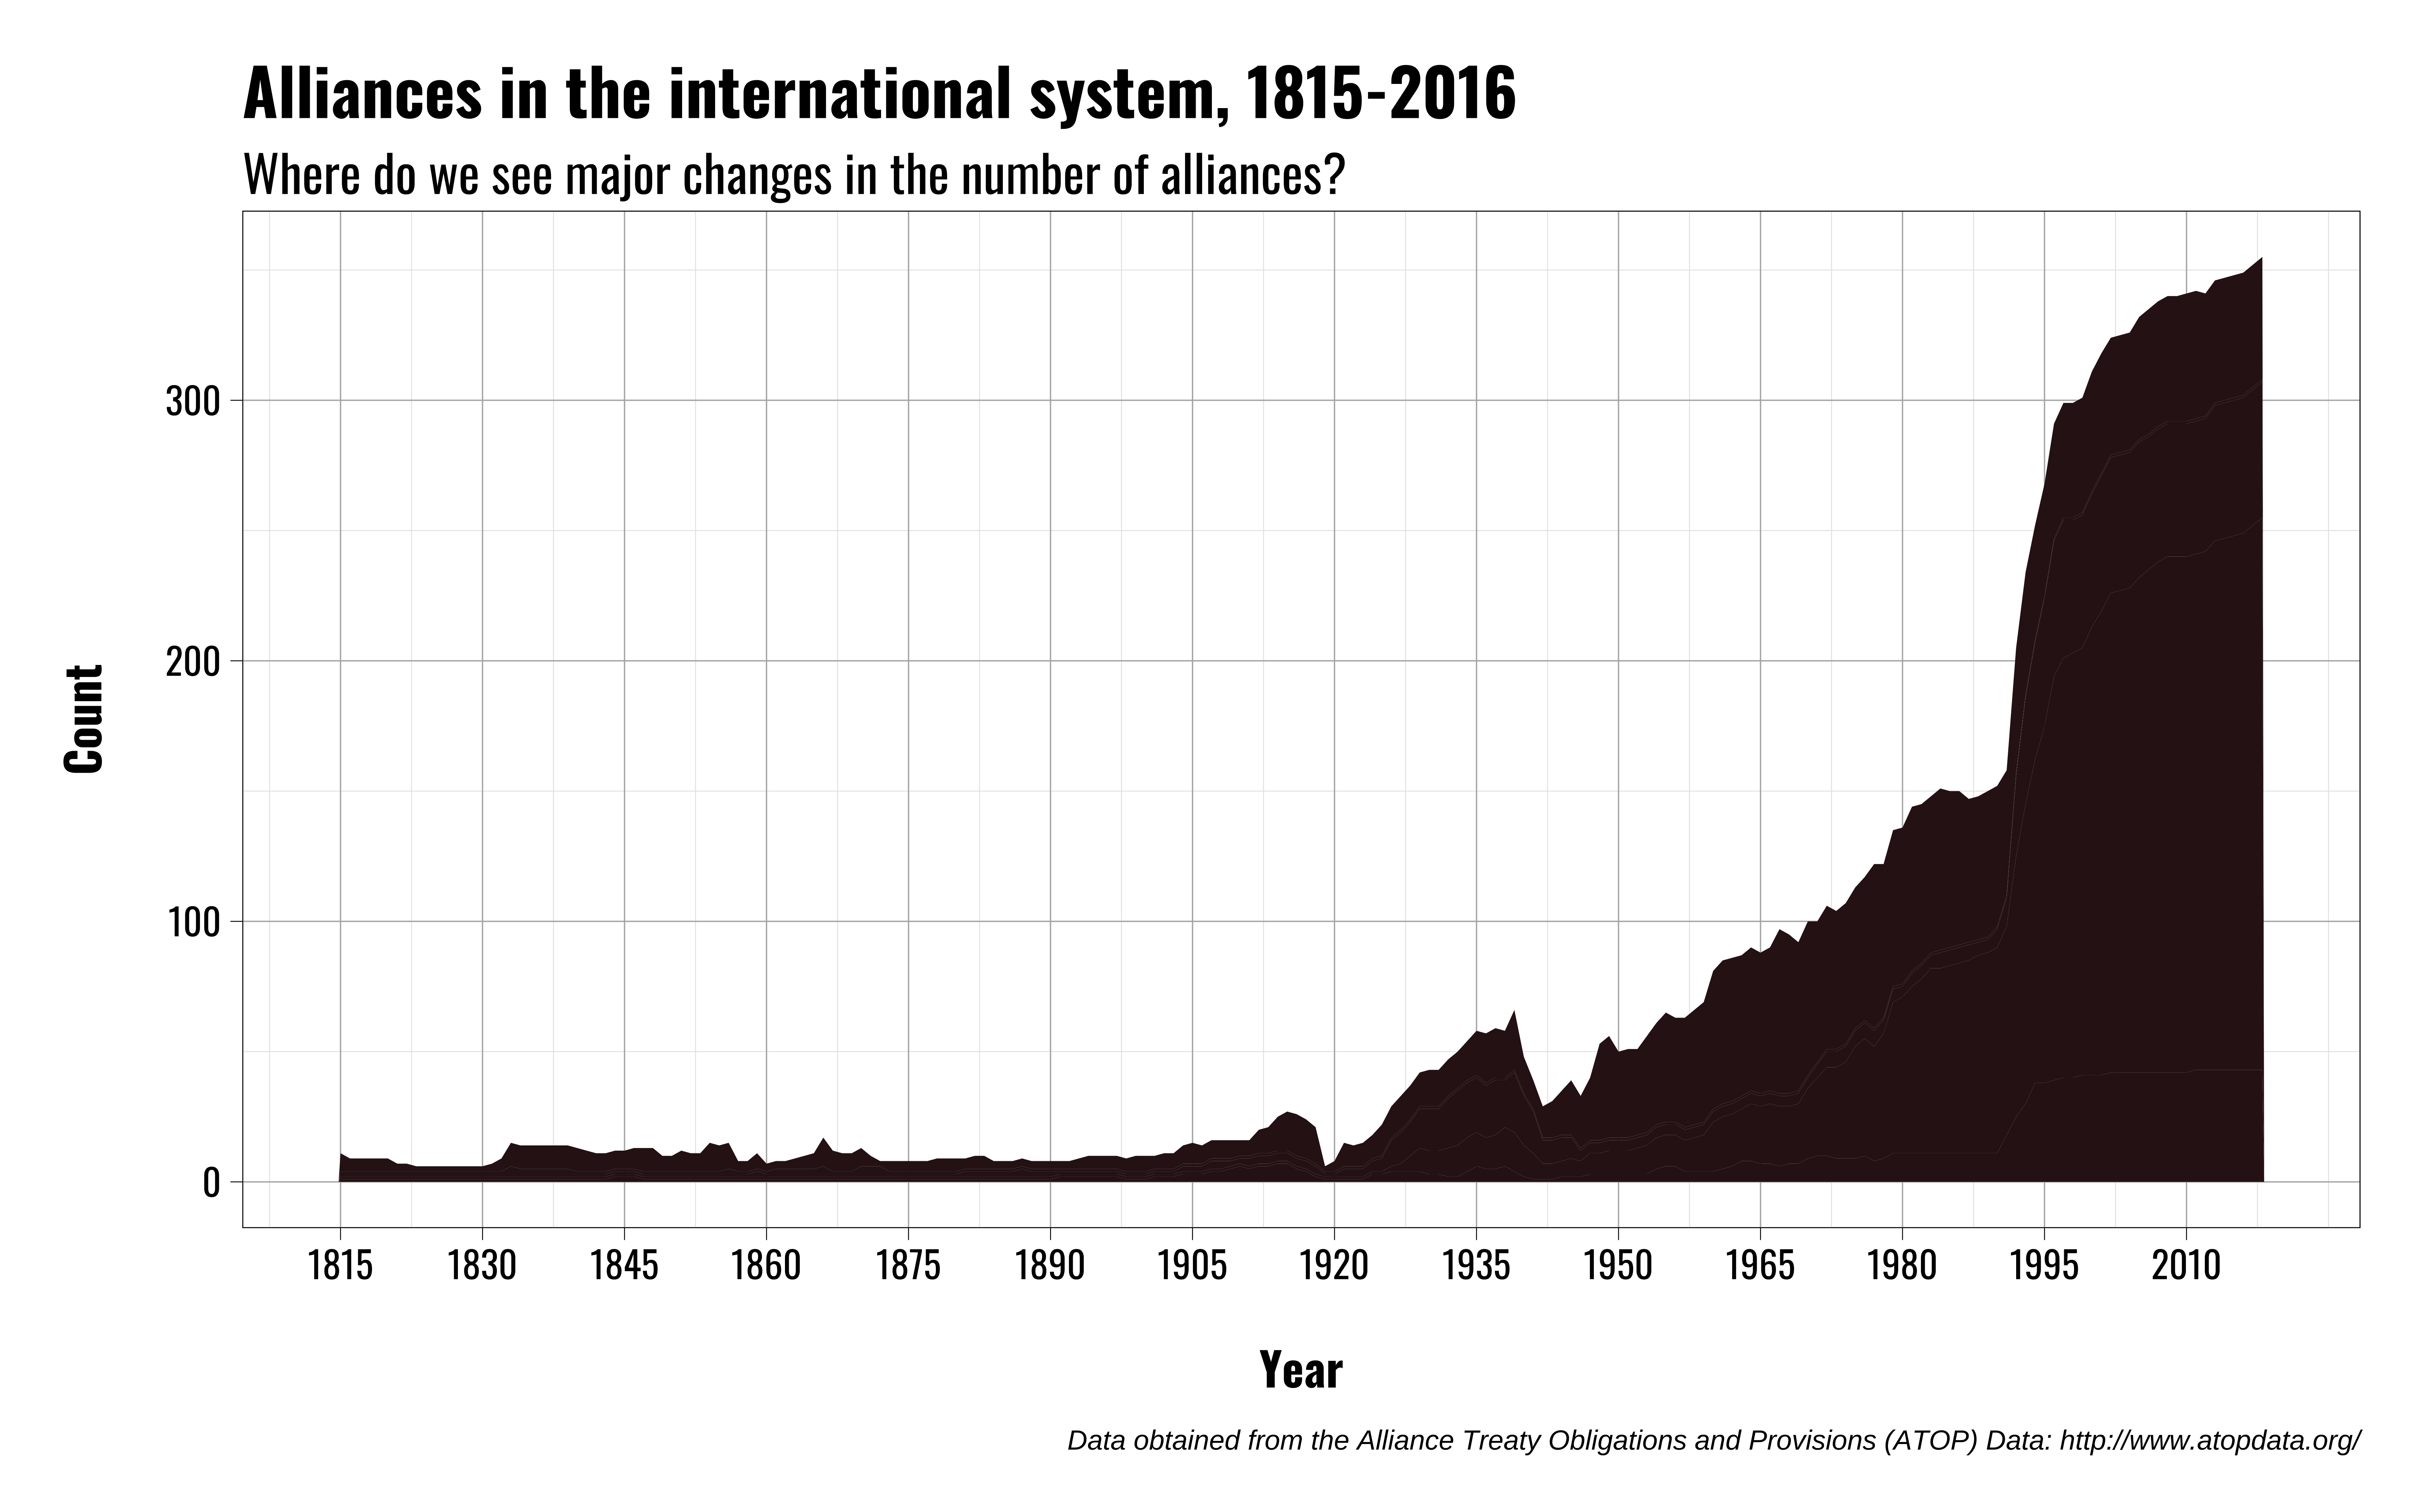 Alliances in the international system, 1815-2016
Where do we see major changes in the number of alliances?
Count
300
200
100
0
1815 1830 1845 1860 1875 1890 1905 1920 1935 1950 1965 1980 1995 2010
Year
Data obtained from the Alliance Treaty Obligations and Provisions (ATOP) Data: http://www.atopdata.org/